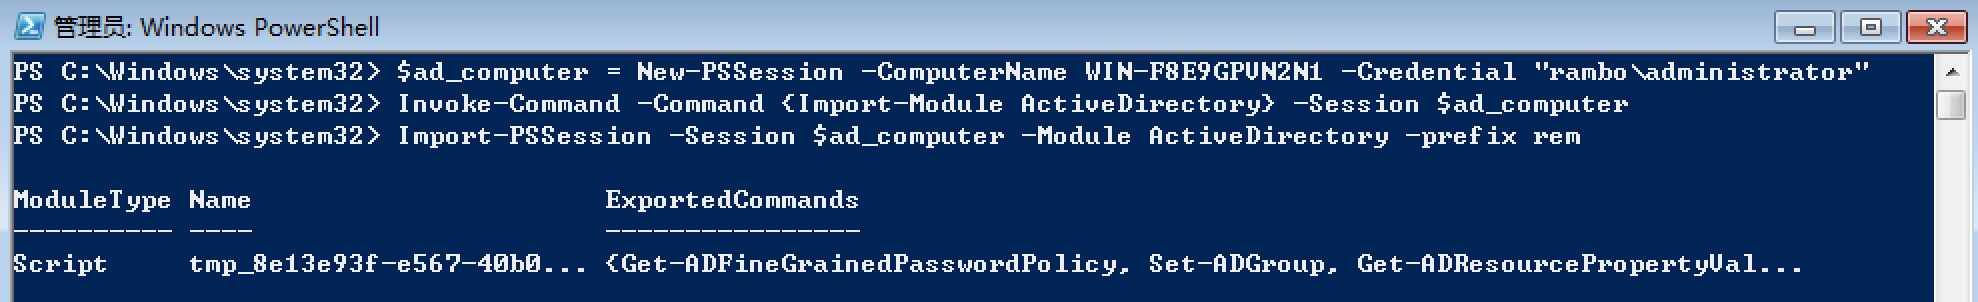 管理员: Windows PowerShell
PS C:\Windows\system32> $ad_computer = New-PSSession -ComputerName WIN-F8E9GPVN2N1 -Credential "rambo\administrator"
PS C:\Windows\system32> Invoke-Command -Command {Import-Module ActiveDirectory} -Session $ad_computer
PS C:\Windows\system32> Import-PSSession -Session $ad_computer -Module ActiveDirectory -prefix rem
ModuleType Name                      ExportedCommands
---------- ----                      ----------------
Script     tmp_8e13e93f-e567-40b0... {Get-ADFineGrainedPasswordPolicy, Set-ADGroup, Get-ADResourcePropertyVal...